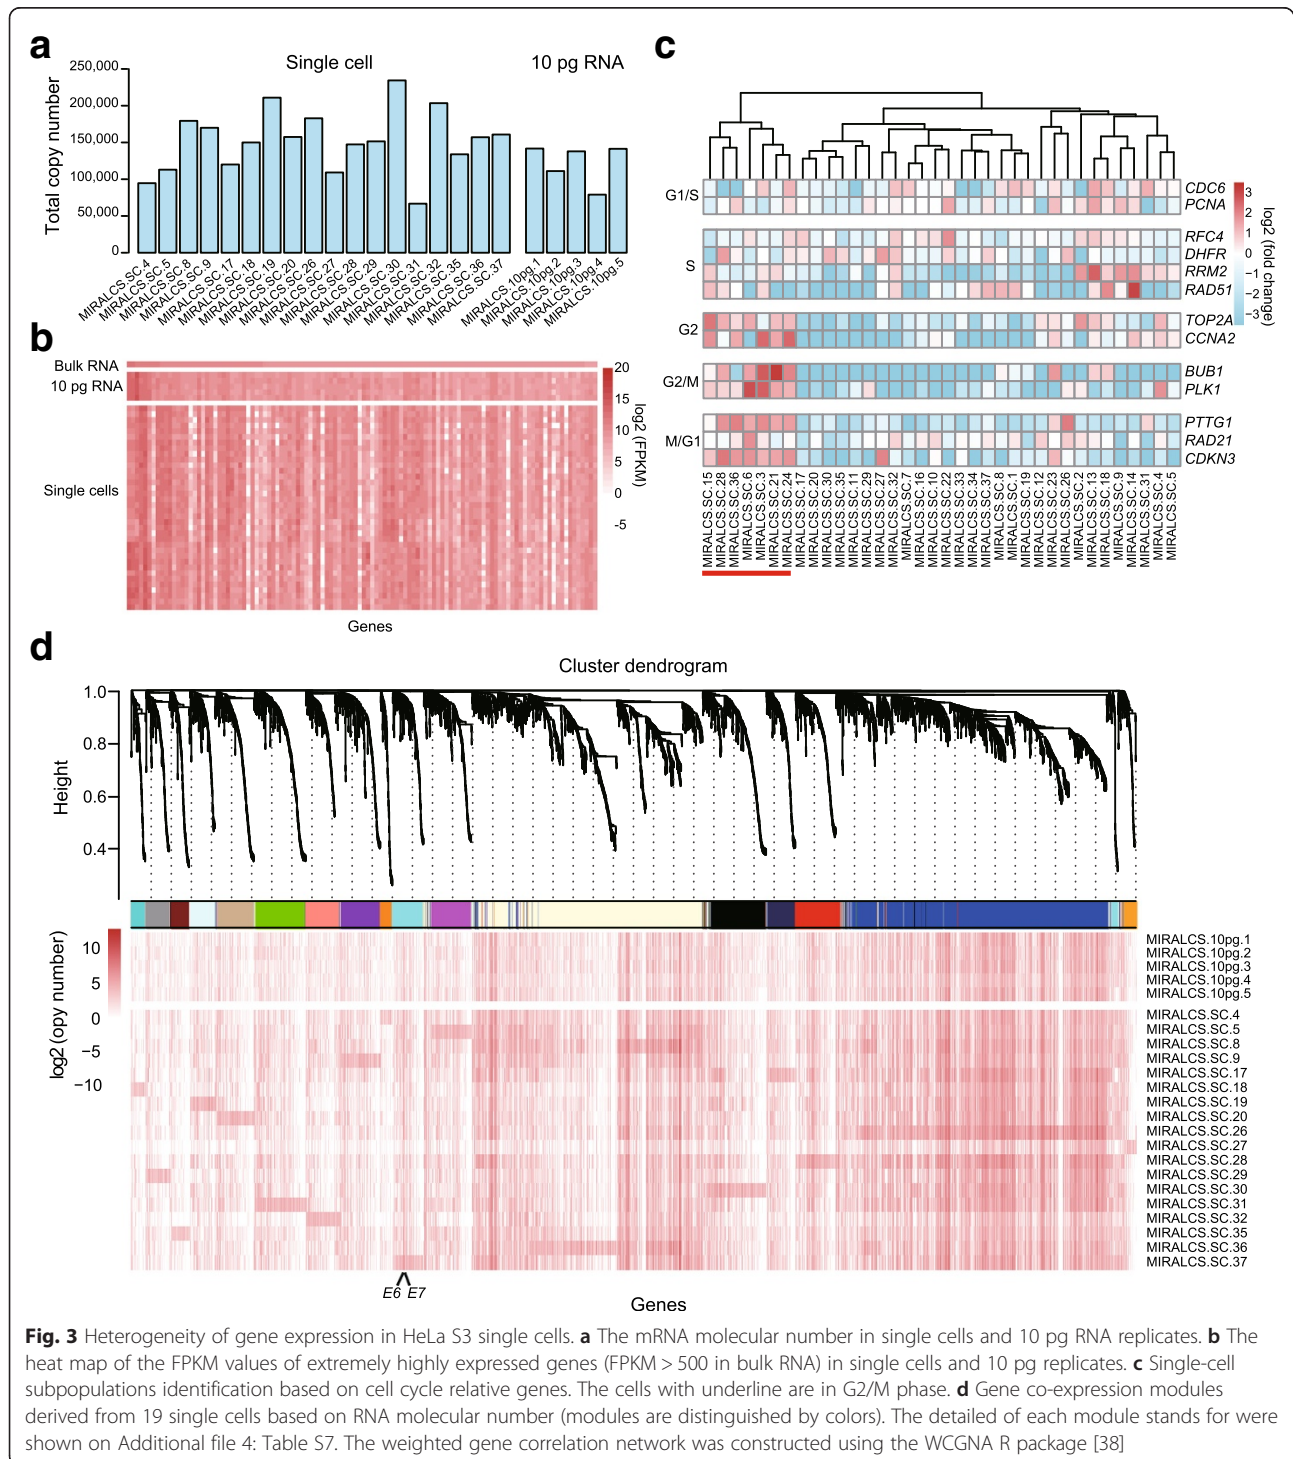 a
Single cell
10 pg RNA
Total copy number
250,000
200,000
150,000
100,000
50,000
0
MIRALCS.SC.4
MIRALCS.SC.5
MIRALCS.SC.8
MIRALCS.SC.9
MIRALCS.SC.17
MIRALCS.SC.18
MIRALCS.SC.19
MIRALCS.SC.20
MIRALCS.SC.26
MIRALCS.SC.27
MIRALCS.SC.28
MIRALCS.SC.29
MIRALCS.SC.30
MIRALCS.SC.31
MIRALCS.SC.32
MIRALCS.SC.35
MIRALCS.SC.36
MIRALCS.SC.37
MIRALCS.10pg.1
MIRALCS.10pg.2
MIRALCS.10pg.3
MIRALCS.10pg.4
MIRALCS.10pg.5
b
Bulk RNA
10 pg RNA
Single cells
Genes
20
15
10
5
0
-5
log2 (FPKM)
c
G1/S
S
G2
G2/M
M/G1
CDC6
PCNA
RFC4
DHFR
RRM2
RAD51
TOP2A
CCNA2
BUB1
PLK1
PTTG1
RAD21
CDKN3
3
2
1
0
−1
−2
−3
log2 (fold change)
MIRALCS.SC.15
MIRALCS.SC.28
MIRALCS.SC.36
MIRALCS.SC.6
MIRALCS.SC.3
MIRALCS.SC.21
MIRALCS.SC.24
MIRALCS.SC.17
MIRALCS.SC.20
MIRALCS.SC.30
MIRALCS.SC.35
MIRALCS.SC.11
MIRALCS.SC.29
MIRALCS.SC.27
MIRALCS.SC.32
MIRALCS.SC.7
MIRALCS.SC.16
MIRALCS.SC.10
MIRALCS.SC.22
MIRALCS.SC.33
MIRALCS.SC.34
MIRALCS.SC.37
MIRALCS.SC.8
MIRALCS.SC.1
MIRALCS.SC.19
MIRALCS.SC.12
MIRALCS.SC.23
MIRALCS.SC.26
MIRALCS.SC.2
MIRALCS.SC.13
MIRALCS.SC.18
MIRALCS.SC.9
MIRALCS.SC.14
MIRALCS.SC.31
MIRALCS.SC.4
MIRALCS.SC.5
d
Cluster dendrogram
Height
1.0
0.8
0.6
0.4
log2 (opy number)
10
5
0
−5
−10
MIRALCS.10pg.1
MIRALCS.10pg.2
MIRALCS.10pg.3
MIRALCS.10pg.4
MIRALCS.10pg.5
MIRALCS.SC.4
MIRALCS.SC.5
MIRALCS.SC.8
MIRALCS.SC.9
MIRALCS.SC.17
MIRALCS.SC.18
MIRALCS.SC.19
MIRALCS.SC.20
MIRALCS.SC.26
MIRALCS.SC.27
MIRALCS.SC.28
MIRALCS.SC.29
MIRALCS.SC.30
MIRALCS.SC.31
MIRALCS.SC.32
MIRALCS.SC.35
MIRALCS.SC.36
MIRALCS.SC.37
E6 E7
Genes
Fig. 3 Heterogeneity of gene expression in HeLa S3 single cells. a The mRNA molecular number in single cells and 10 pg RNA replicates. b The
heat map of the FPKM values of extremely highly expressed genes (FPKM > 500 in bulk RNA) in single cells and 10 pg replicates. c Single-cell
subpopulations identification based on cell cycle relative genes. The cells with underline are in G2/M phase. d Gene co-expression modules
derived from 19 single cells based on RNA molecular number (modules are distinguished by colors). The detailed of each module stands for were
shown on Additional file 4: Table S7. The weighted gene correlation network was constructed using the WCGNA R package [38]